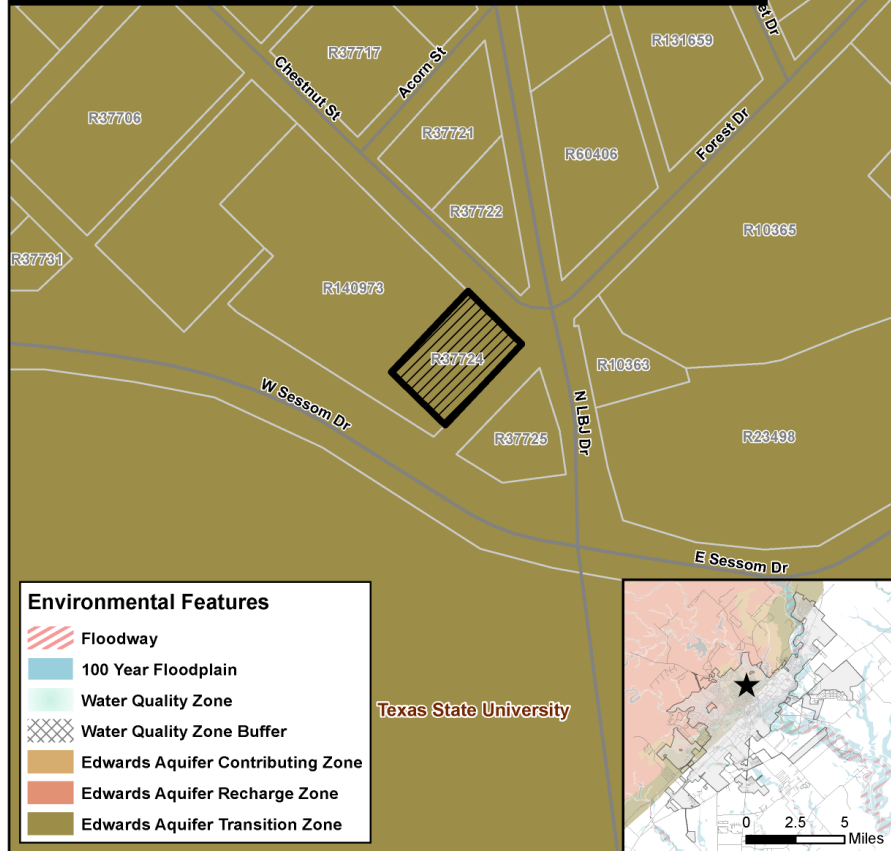 et Dr
R37717
R131659
Acorn St
Chestnut St
R37706
R37721
Forest Dr
R60406
R37722
R10365
R37731
R140973
R37724
R10363
W Sessom Dr
N LBJ Dr
R37725
R23498
E Sessom Dr
Environmental Features
Floodway
100 Year Floodplain
Water Quality Zone
Water Quality Zone Buffer
Edwards Aquifer Contributing Zone
Edwards Aquifer Recharge Zone
Edwards Aquifer Transition Zone
Texas State University
0 2.5 5
Miles